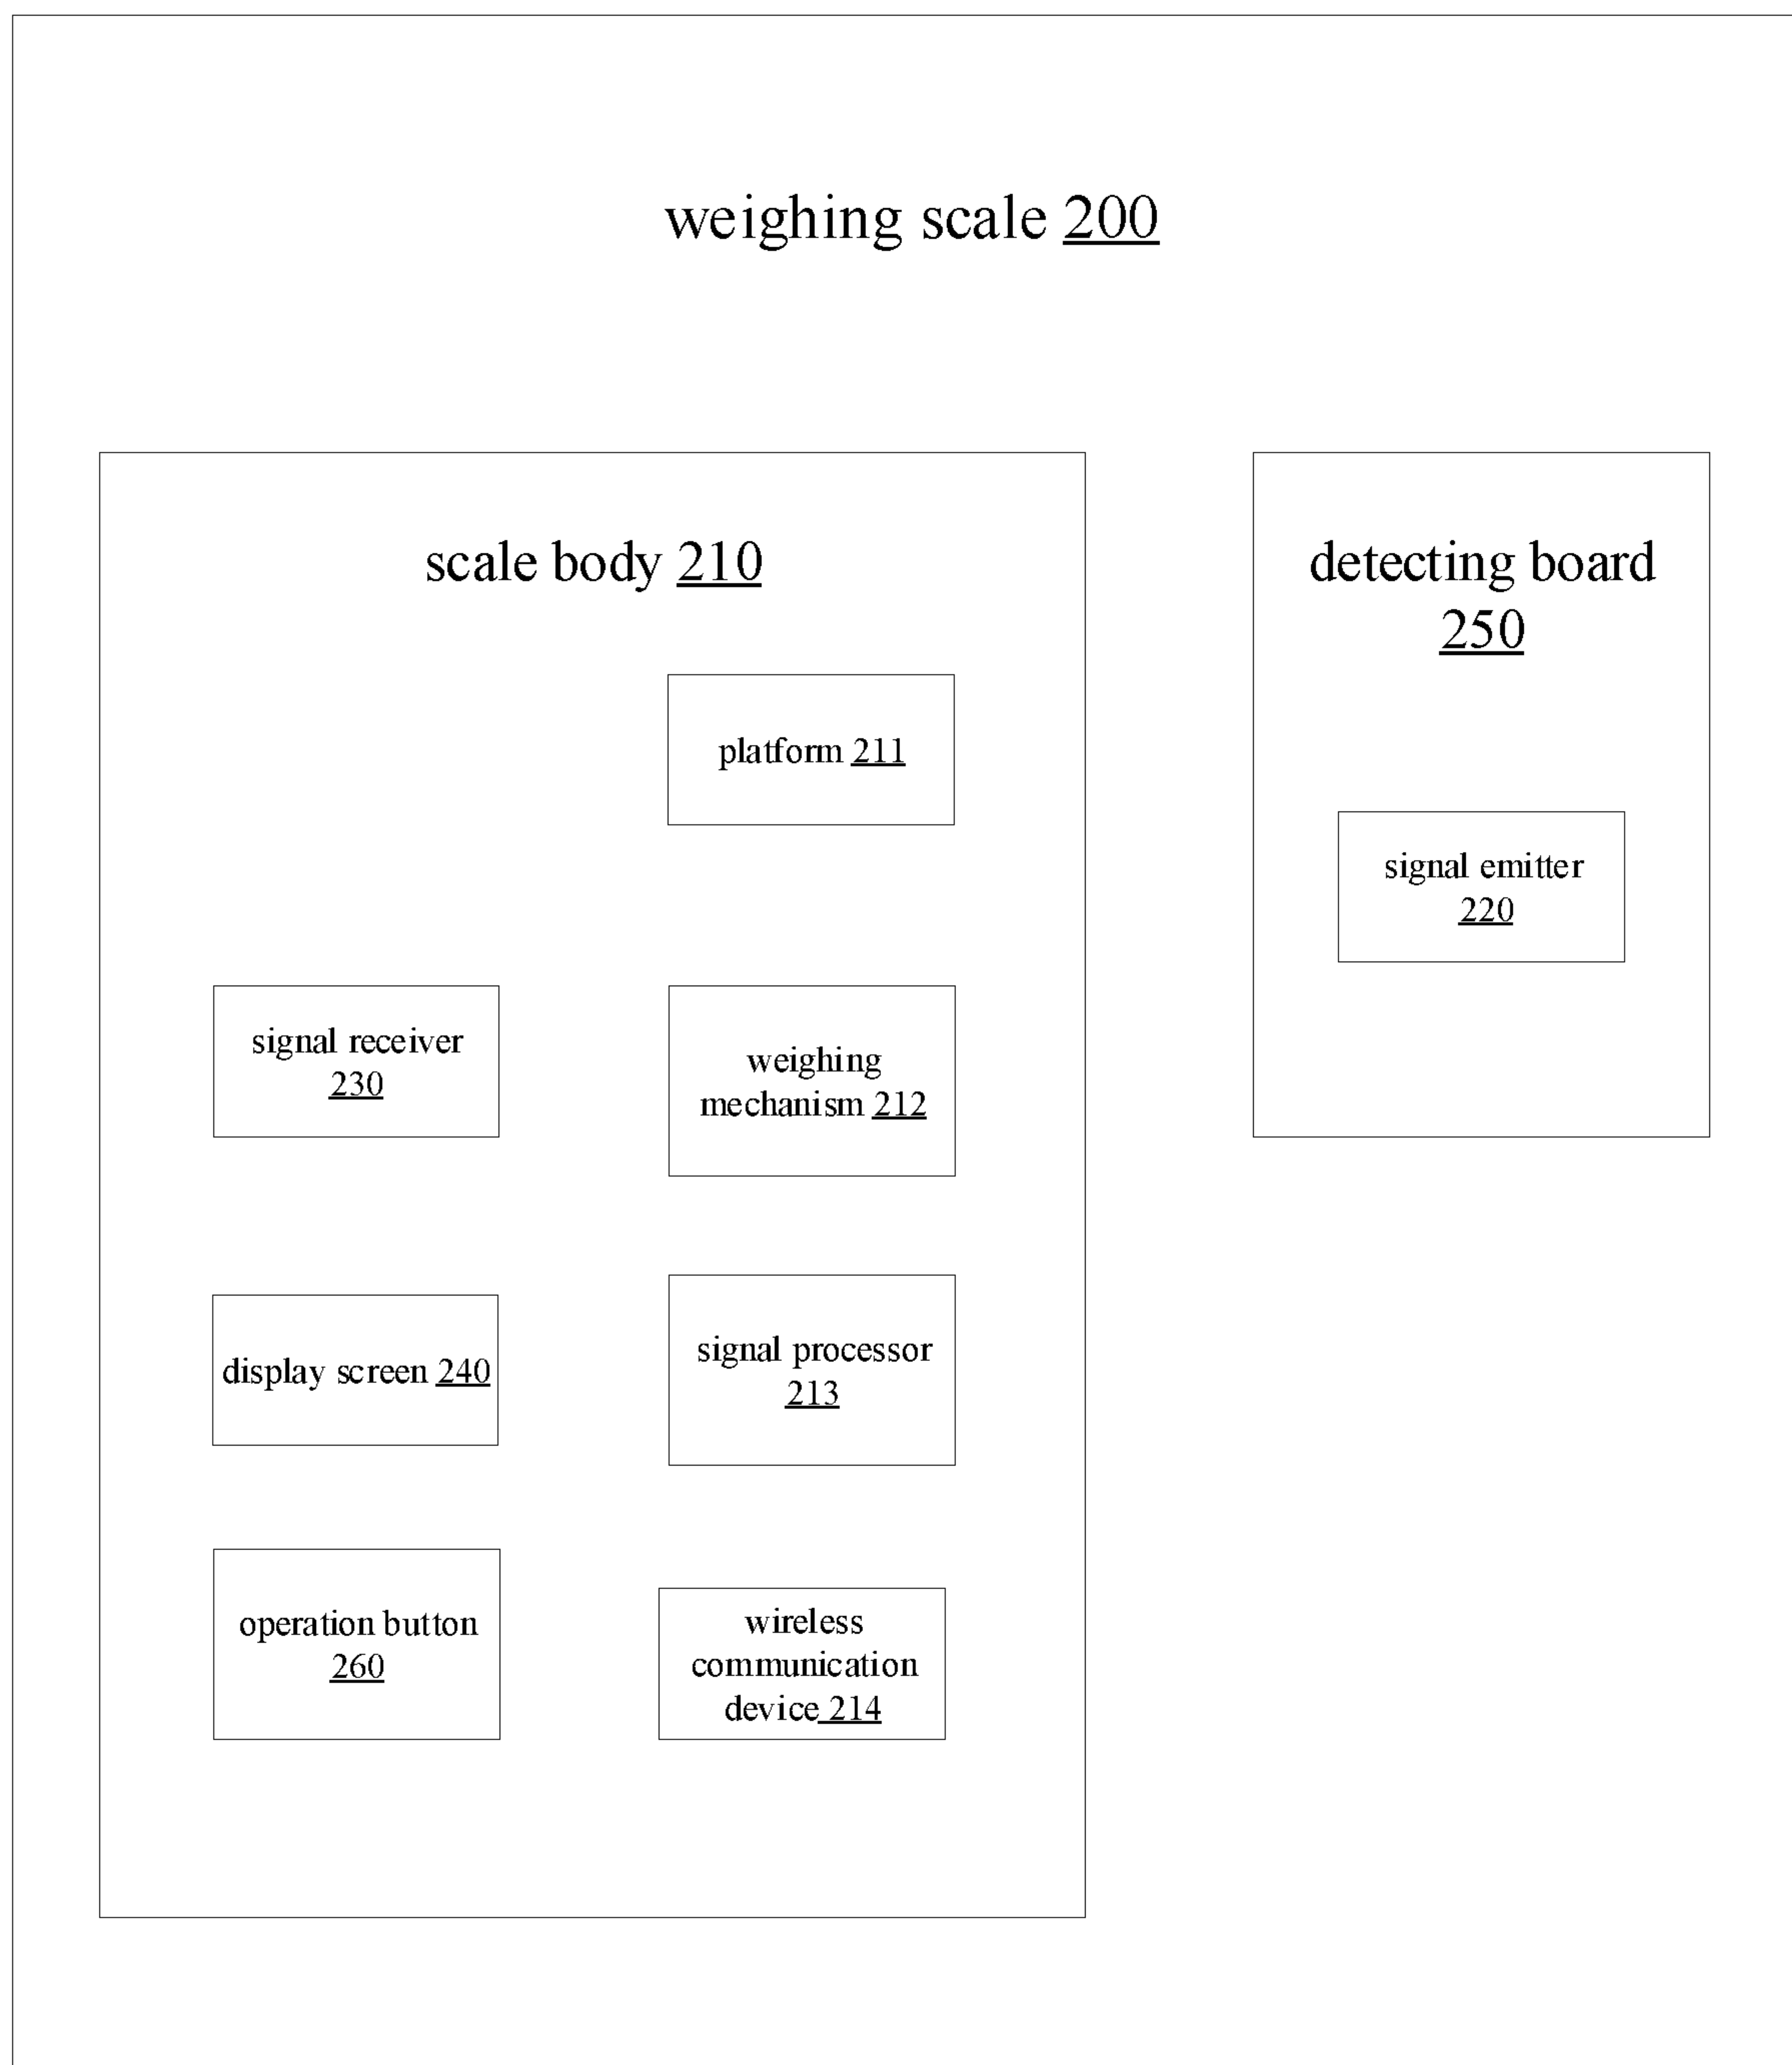 weighing scale 200
scale body 210
platform 211
signal receiver
230
weighing
mechanism 212
display screen 240
signal processor
213
operation button
260
wireless
communication
device 214
detecting board
250
signal emitter
220